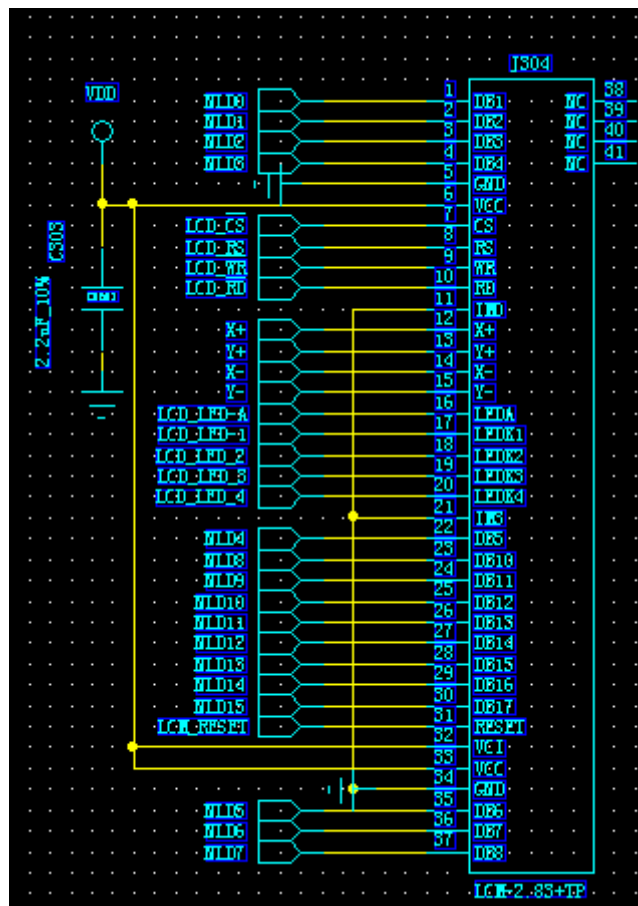 J304
VDD
C303
2.2uF_10%
NLD0 1 DB1 NC 38
NLD1 2 DB2 NC 39
NLD2 3 DB3 NC 40
NLD3 4 DB4 NC 41
5 GND
6 VCC
LCD_CS 7 CS
LCD_RS 8 RS
LCD_WR 9 WR
LCD_RD 10 RD
11 IM0
X+ 12 X+
Y+ 13 Y+
X- 14 X-
Y- 15 Y-
LCD_LED-A 16 LEDA
LCD_LED-1 17 LEDK1
LCD_LED_2 18 LEDK2
LCD_LED_3 19 LEDK3
LCD_LED_4 20 LEDK4
21 IM3
NLD4 22 DB5
NLD8 23 DB10
NLD9 24 DB11
NLD10 25 DB12
NLD11 26 DB13
NLD12 27 DB14
NLD13 28 DB15
NLD14 29 DB16
NLD15 30 DB17
LCM_RESET 31 RESET
32 VCI
33 VCC
34 GND
NLD5 35 DB6
NLD6 36 DB7
NLD7 37 DB8
LCM-2.83+TP